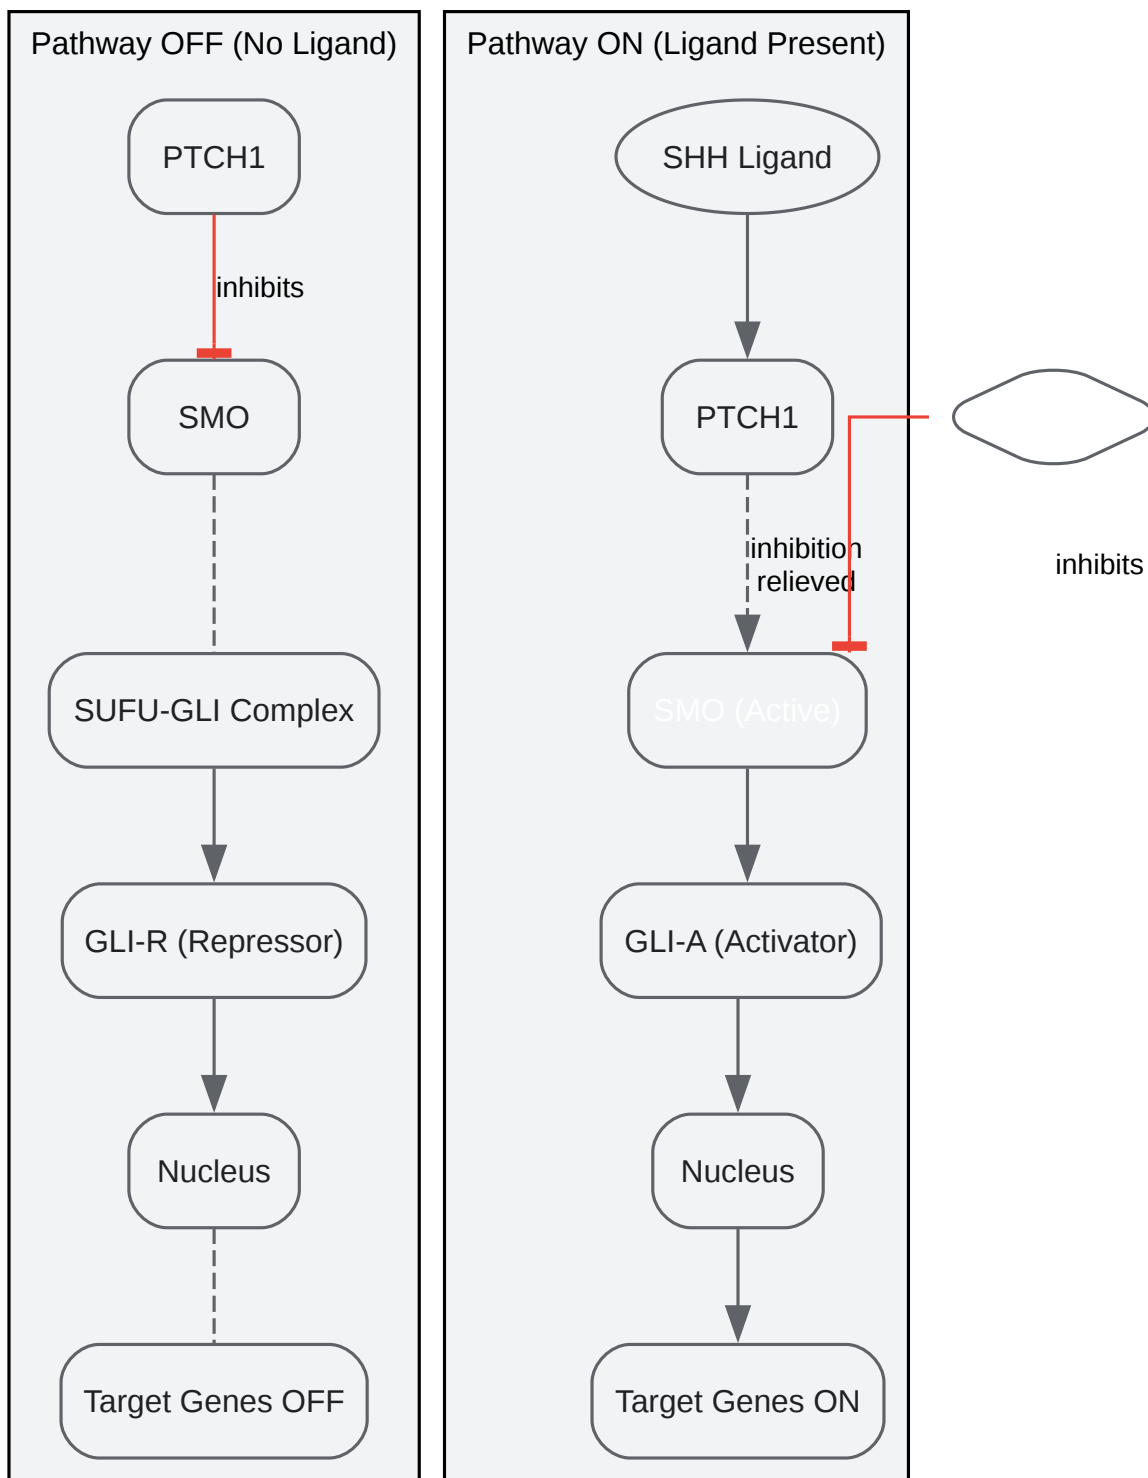 Pathway OFF (No Ligand)
PTCH1
inhibits
SMO
SUFU-GLI Complex
GLI-R (Repressor)
Nucleus
Target Genes OFF
Pathway ON (Ligand Present)
SHH Ligand
PTCH1
inhibition
relieved
SMO (Active)
GLI-A (Activator)
Nucleus
Target Genes ON
inhibits